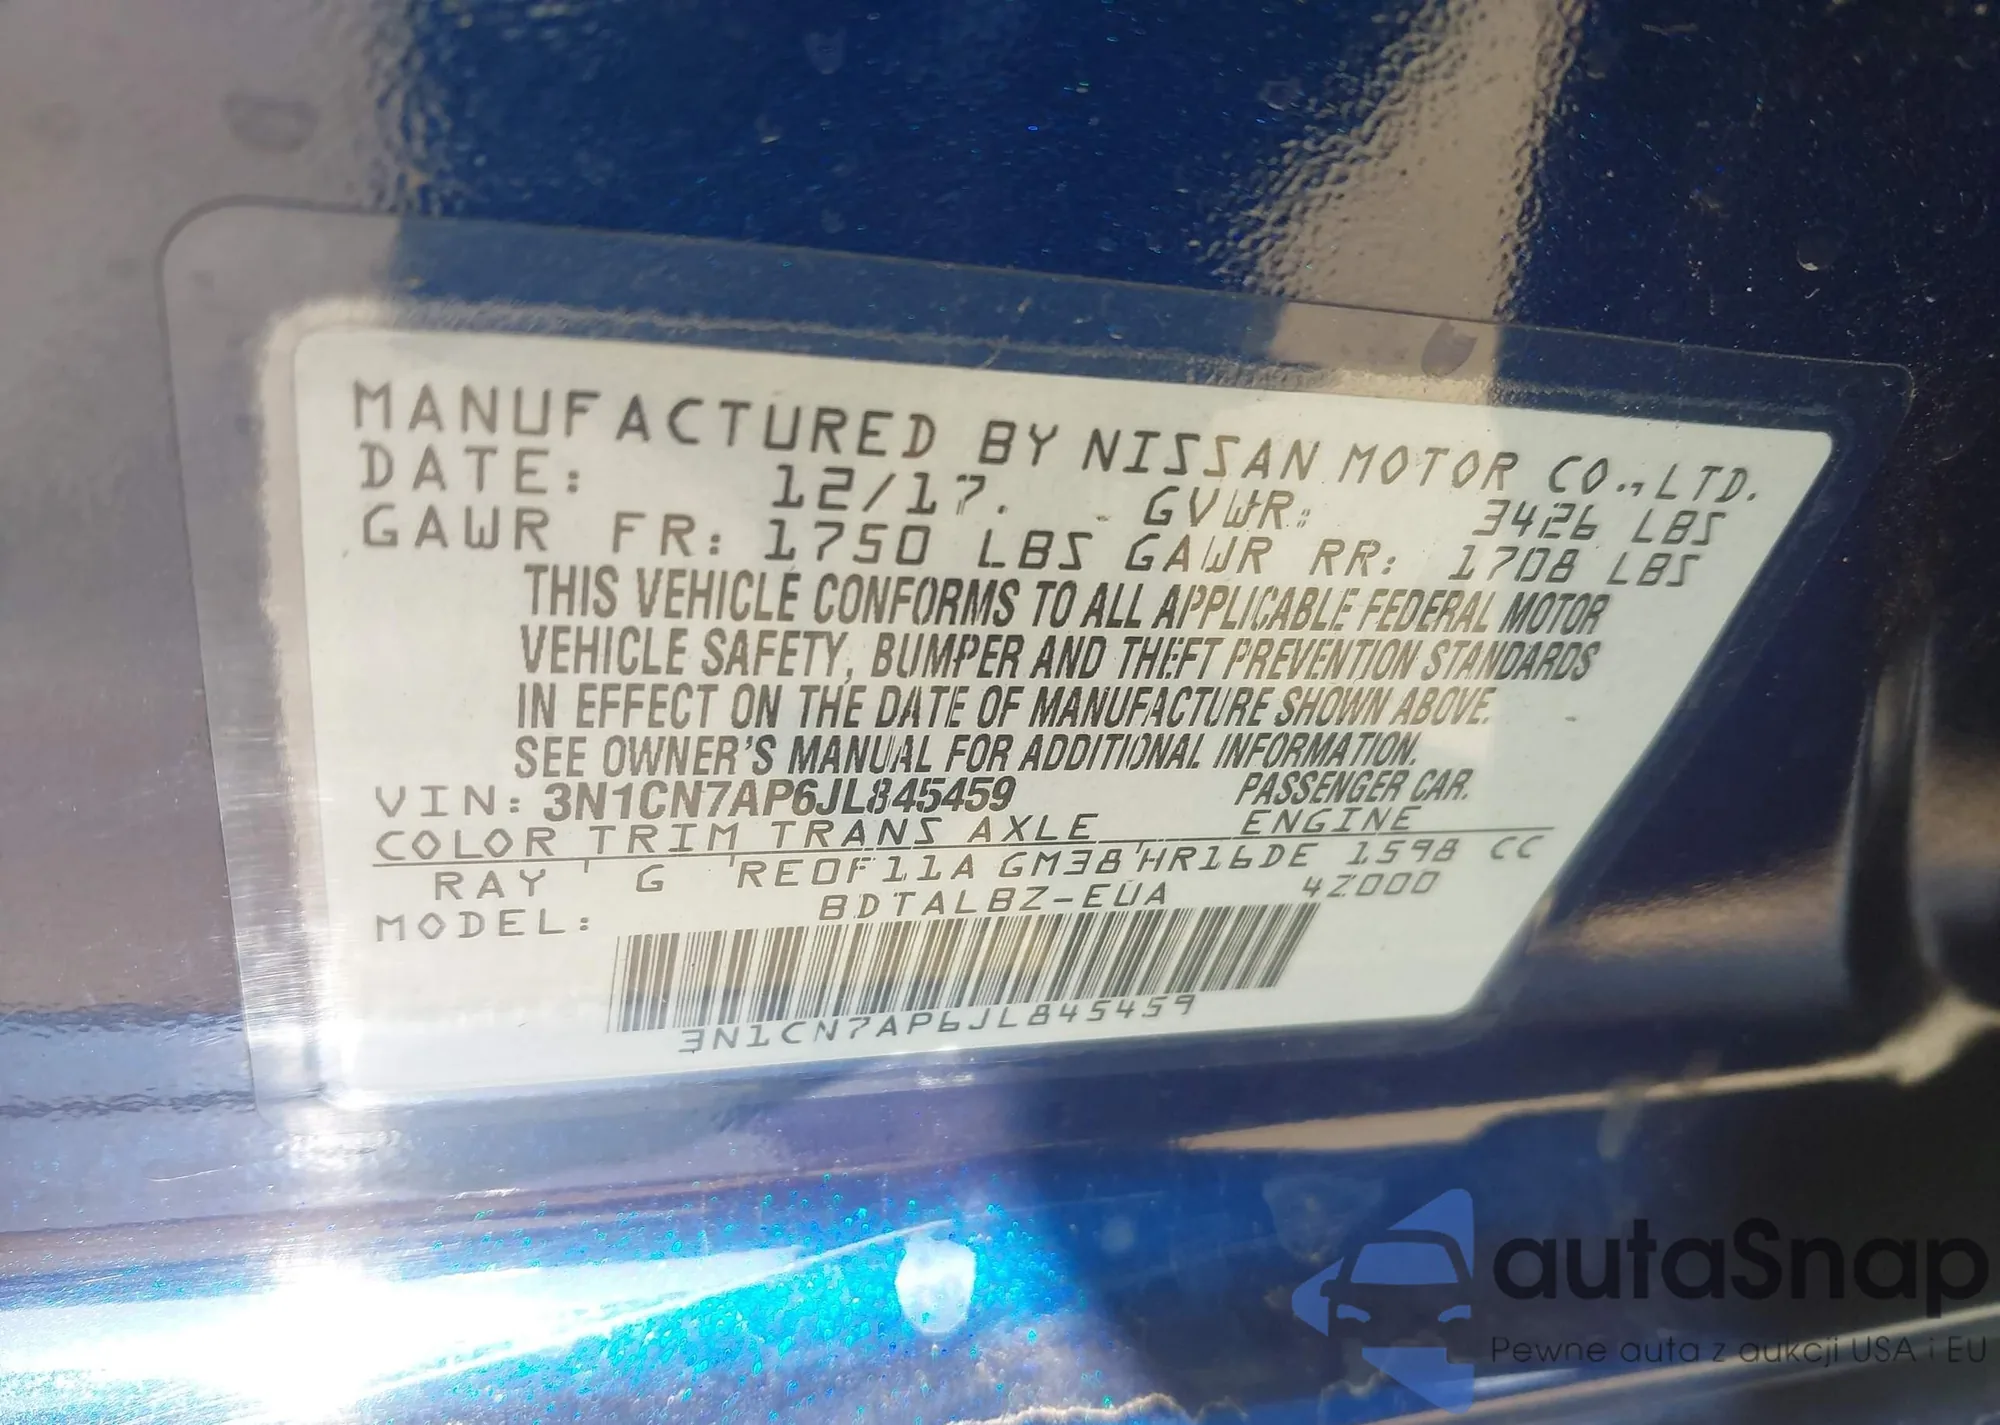 MANUFACTURED BY NISSAN MOTOR CO., LTD.
DATE: 12/17. GVWR: 3426 LBS
GAWR FR: 1750 LBS GAWR RR: 1708 LBS
THIS VEHICLE CONFORMS TO ALL APPLICABLE FEDERAL MOTOR
VEHICLE SAFETY, BUMPER AND THEFT PREVENTION STANDARDS
IN EFFECT ON THE DATE OF MANUFACTURE SHOWN ABOVE.
SEE OWNER'S MANUAL FOR ADDITIONAL INFORMATION.
VIN: 3N1CN7AP6JL845459 PASSENGER CAR.
COLOR TRIM TRANS AXLE ENGINE
RAY G RE0F11A GM38 HR16DE 1598 CC
MODEL: BDTALBZ-EUA 4Z000
3N1CN7AP6JL845459
autaSnap
Pewne auta z aukcji USA i EU